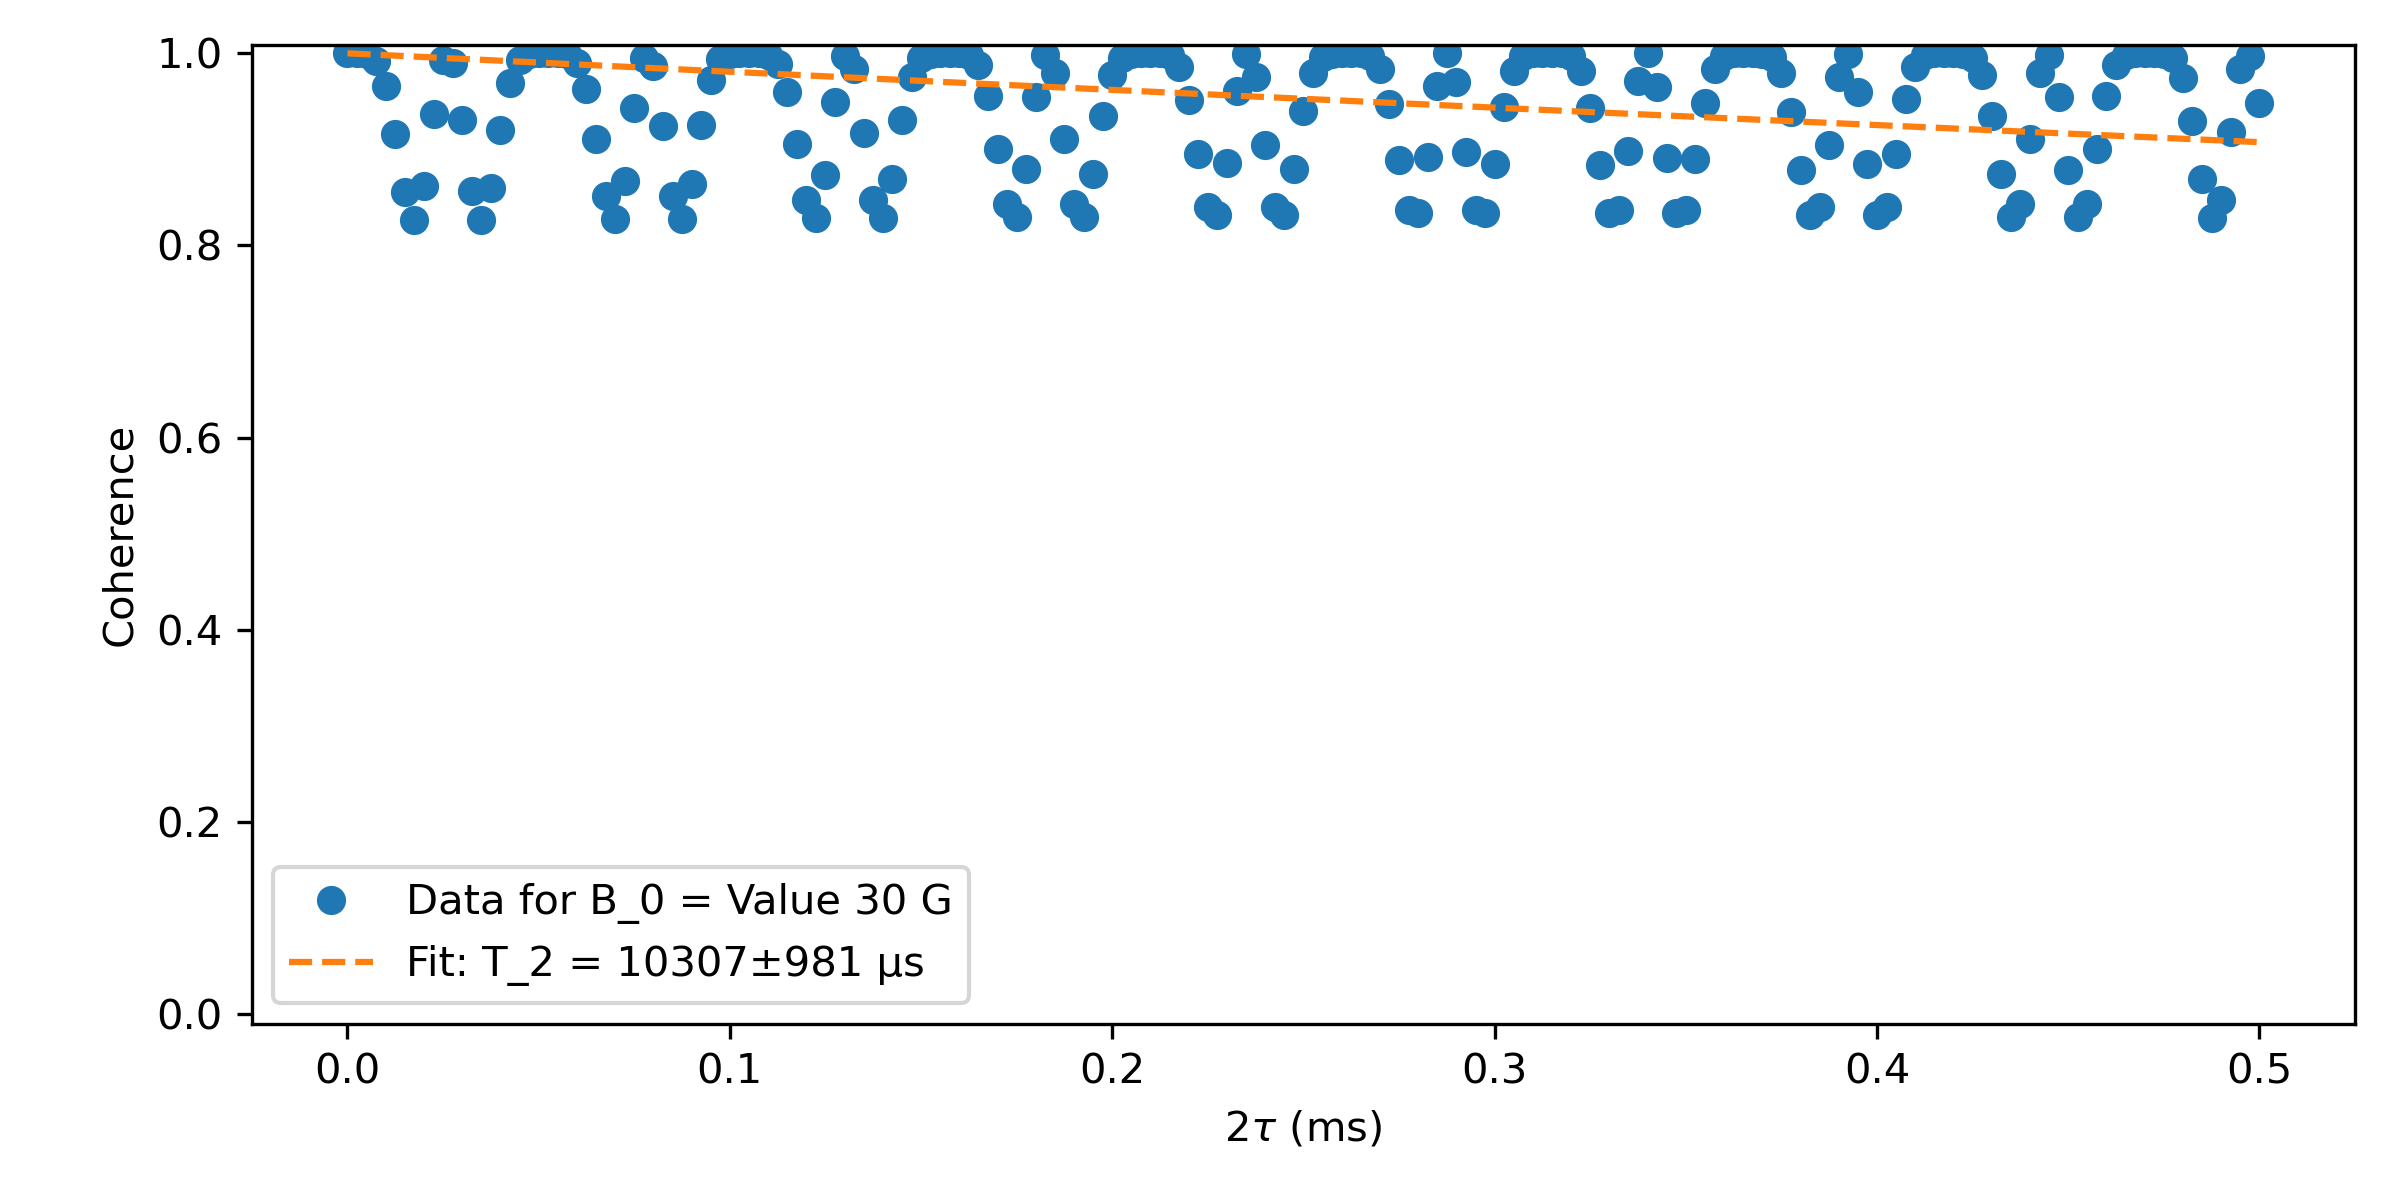 1.0
0.8
0.6
0.4
0.2
0.0
Coherence
Data for B_0 = Value 30 G
Fit: T_2 = 10307±981 μs
0.0 0.1 0.2 0.3 0.4 0.5
2τ (ms)